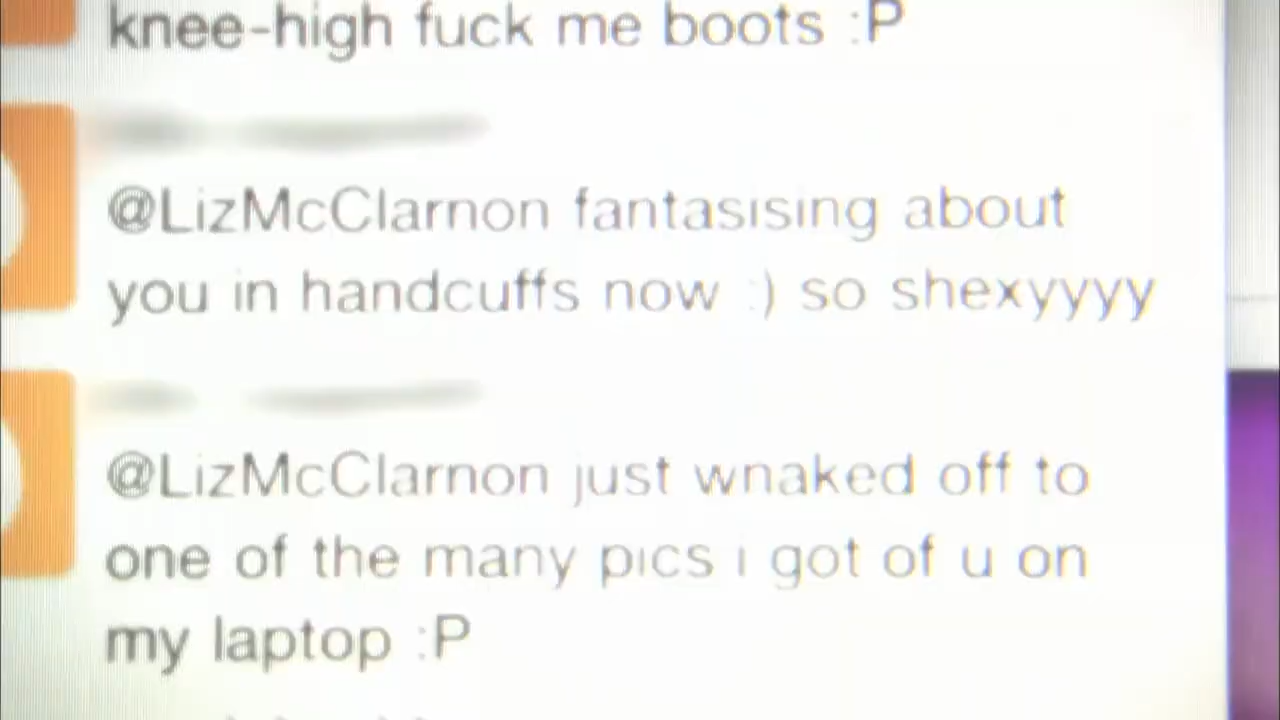 knee-high fuck me boots :P
@LizMcClarnon fantasising about
you in handcuffs now :) so shexyyyy
@LizMcClarnon just wnaked off to
one of the many pics i got of u on
my laptop :P